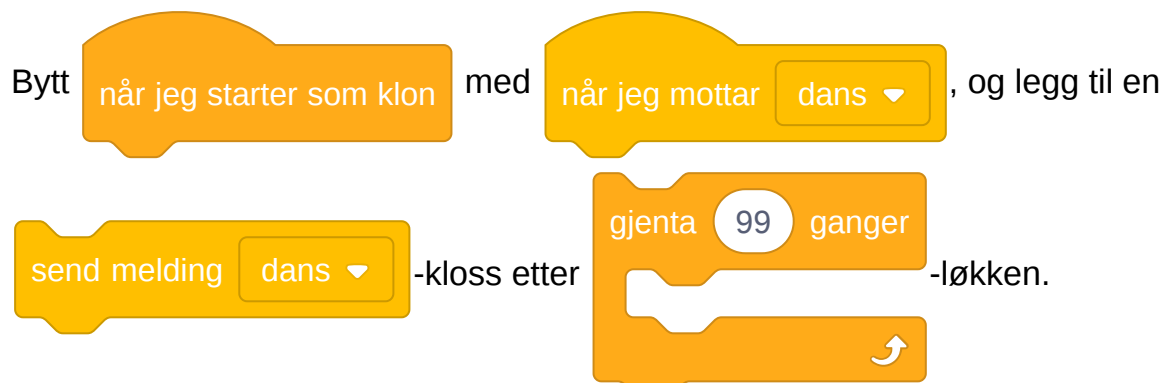 Bytt når jeg starter som klon med når jeg mottar dans , og legg til en
send melding dans -kloss etter gjenta 99 ganger -løkken.